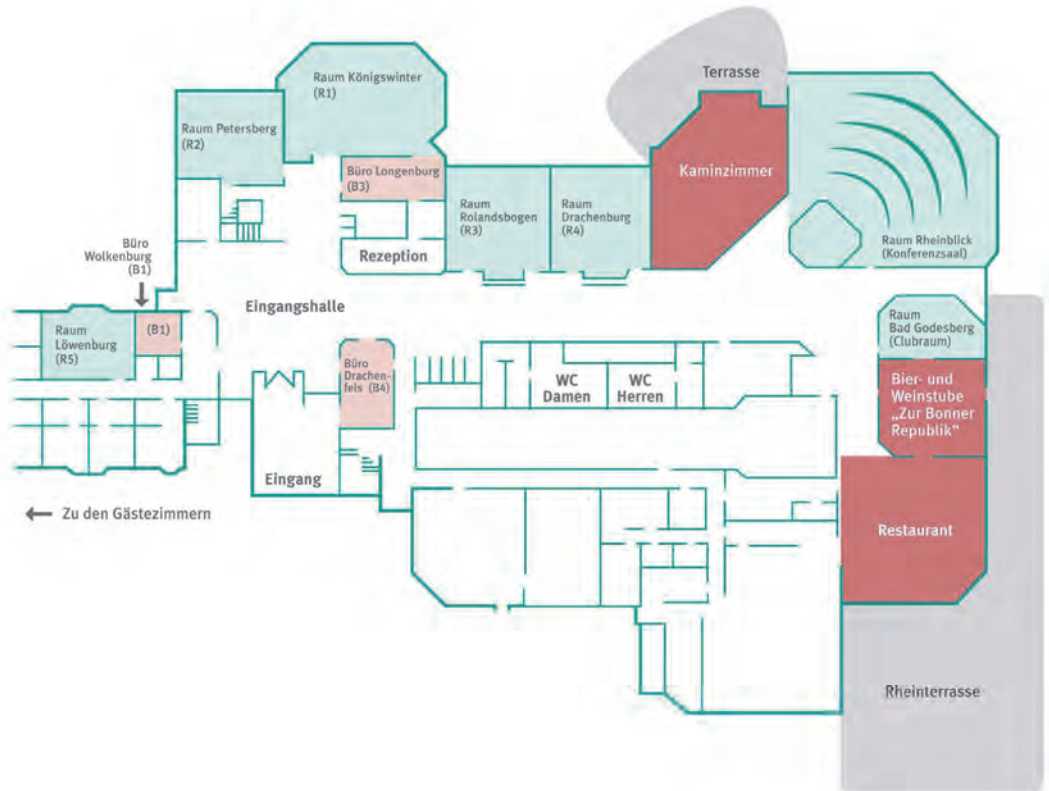 Raum Königswinter
(R1)
Terrasse
Raum Petersberg
(R2)
Kaminzimmer
Büro Longenburg
(B3)
Raum
Rolandsbogen
(R3)
Raum
Drachenburg
(R4)
Raum Rheinblick
(Konferenzsaal)
Büro
Wolkenburg
(B1)
Rezeption
Eingangshalle
Raum
Löwenburg
(R5)
(B1)
Raum
Bad Godesberg
(Clubraum)
Büro
Drachen-
fels (B4)
WC
Damen
WC
Herren
Bier- und
Weinstube
„Zur Bonner
Republik“
Eingang
← Zu den Gästezimmern
Restaurant
Rheinterrasse